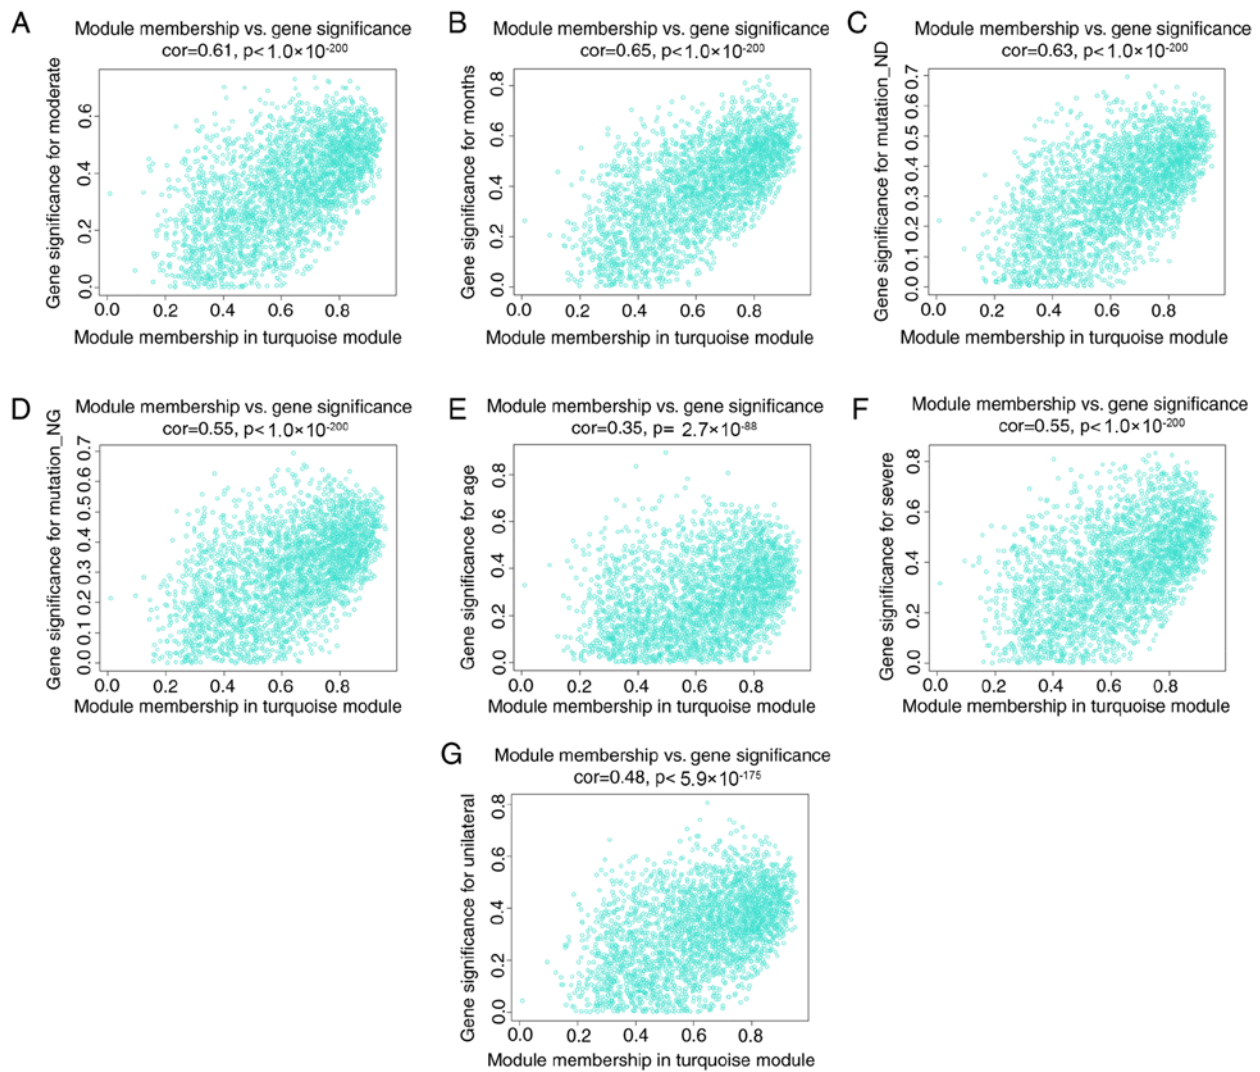 A
Module membership vs. gene significance
cor=0.61, p<1.0×10-200
Gene significance for moderate
0.0 0.2 0.4 0.6
0.0 0.2 0.4 0.6 0.8
Module membership in turquoise module
B
Module membership vs. gene significance
cor=0.65, p<1.0×10-200
Gene significance for months
0.0 0.2 0.4 0.6 0.8
0.0 0.2 0.4 0.6 0.8
Module membership in turquoise module
C
Module membership vs. gene significance
cor=0.63, p<1.0×10-200
Gene significance for mutation_ND
0.0 0.1 0.2 0.3 0.4 0.5 0.6 0.7
0.0 0.2 0.4 0.6 0.8
Module membership in turquoise module
D
Module membership vs. gene significance
cor=0.55, p<1.0×10-200
Gene significance for mutation_NG
0.0 0.1 0.2 0.3 0.4 0.5 0.6 0.7
0.0 0.2 0.4 0.6 0.8
Module membership in turquoise module
E
Module membership vs. gene significance
cor=0.35, p= 2.7×10-88
Gene significance for age
0.0 0.2 0.4 0.6 0.8
0.0 0.2 0.4 0.6 0.8
Module membership in turquoise module
F
Module membership vs. gene significance
cor=0.55, p<1.0×10-200
Gene significance for severe
0.0 0.2 0.4 0.6 0.8
0.0 0.2 0.4 0.6 0.8
Module membership in turquoise module
G
Module membership vs. gene significance
cor=0.48, p< 5.9×10-175
Gene significance for unilateral
0.0 0.2 0.4 0.6 0.8
0.0 0.2 0.4 0.6 0.8
Module membership in turquoise module